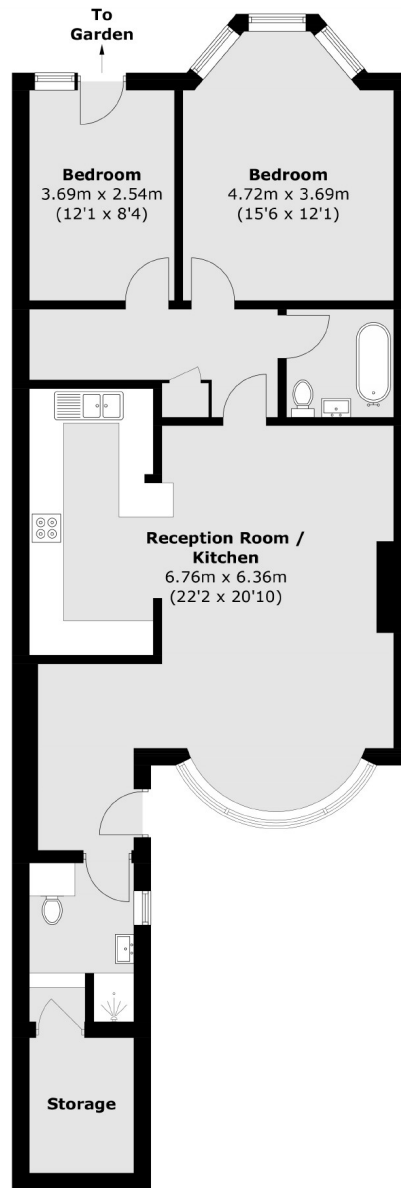 To
Garden
Bedroom
3.69m x 2.54m
(12'1 x 8'4)
Bedroom
4.72m x 3.69m
(15'6 x 12'1)
Reception Room /
Kitchen
6.76m x 6.36m
(22'2 x 20'10)
Storage